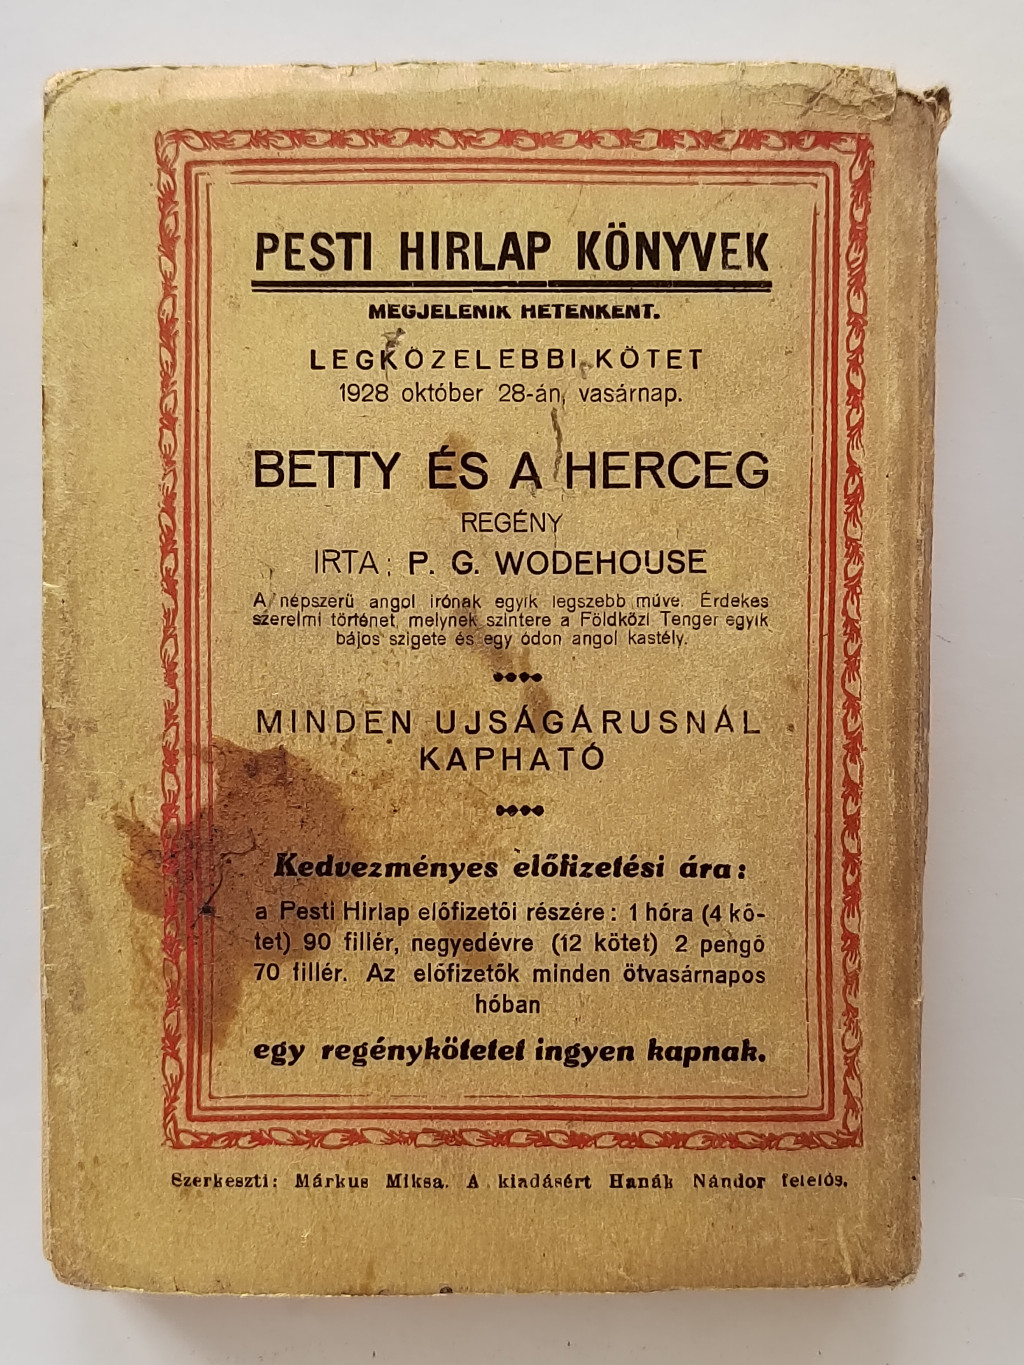 PESTI HIRLAP KÖNYVEK
MEGJELENIK HETENKENT.
LEGKÖZELEBBI KÖTET
1928 október 28-án, vasárnap.
BETTY ÉS A HERCEG
REGÉNY
IRTA: P. G. WODEHOUSE
A népszerű angol irónak egyik legszebb műve. Érdekes
szerelmi történet, melynek szintere a Földközi Tenger egyik
bájos szigete és egy ódon angol kastély.
MINDEN UJSÁGÁRUSNÁL
KAPHATÓ
Kedvezményes előfizetési ára:
a Pesti Hirlap előfizetői részére: 1 hóra (4 kö-
tet) 90 fillér, negyedévre (12 kötet) 2 pengő
70 fillér. Az előfizetők minden ötvasárnapos
hóban
egy regénykötetet ingyen kapnak.
Szerkeszti: Márkus Miksa. A kiadásért Hanák Nándor felelős.